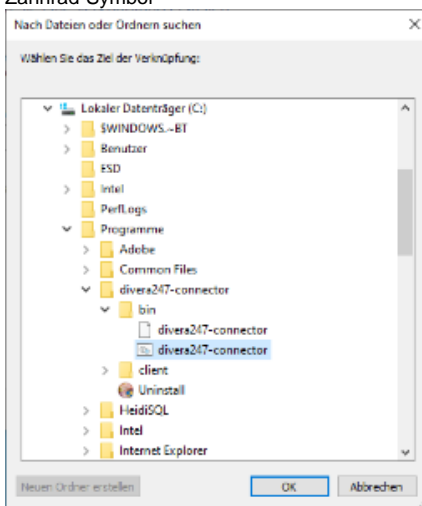 Zahnrad Symbol
Nach Dateien oder Ordnern suchen
Wählen Sie das Ziel der Verknüpfung:
Lokaler Datenträger (C:)
$WINDOWS.~BT
Benutzer
ESD
Intel
PerfLogs
Programme
Adobe
Common Files
divera247-connector
bin
divera247-connector
divera247-connector
client
Uninstall
HeidiSQL
Intel
Internet Explorer
Neuen Ordner erstellen
OK
Abbrechen